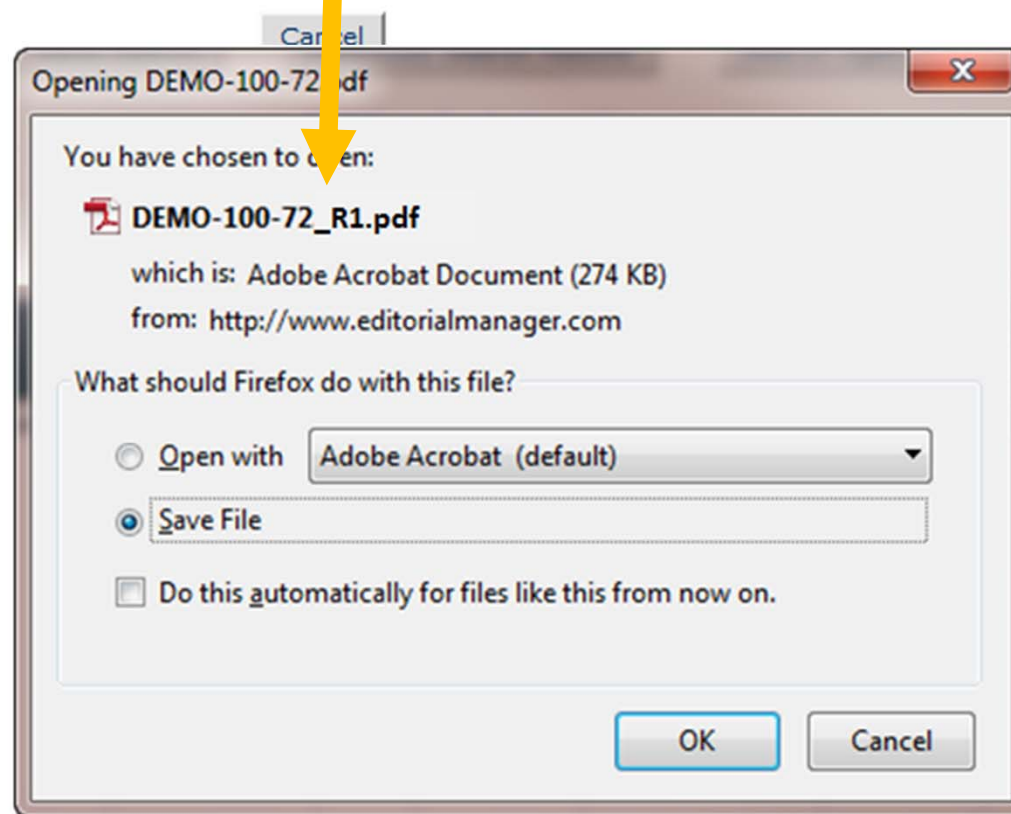 Cancel
Opening DEMO-100-72.pdf
You have chosen to open:
DEMO-100-72_R1.pdf
which is: Adobe Acrobat Document (274 KB)
from: http://www.editorialmanager.com
What should Firefox do with this file?
Open with Adobe Acrobat (default)
Save File
Do this automatically for files like this from now on.
OK Cancel